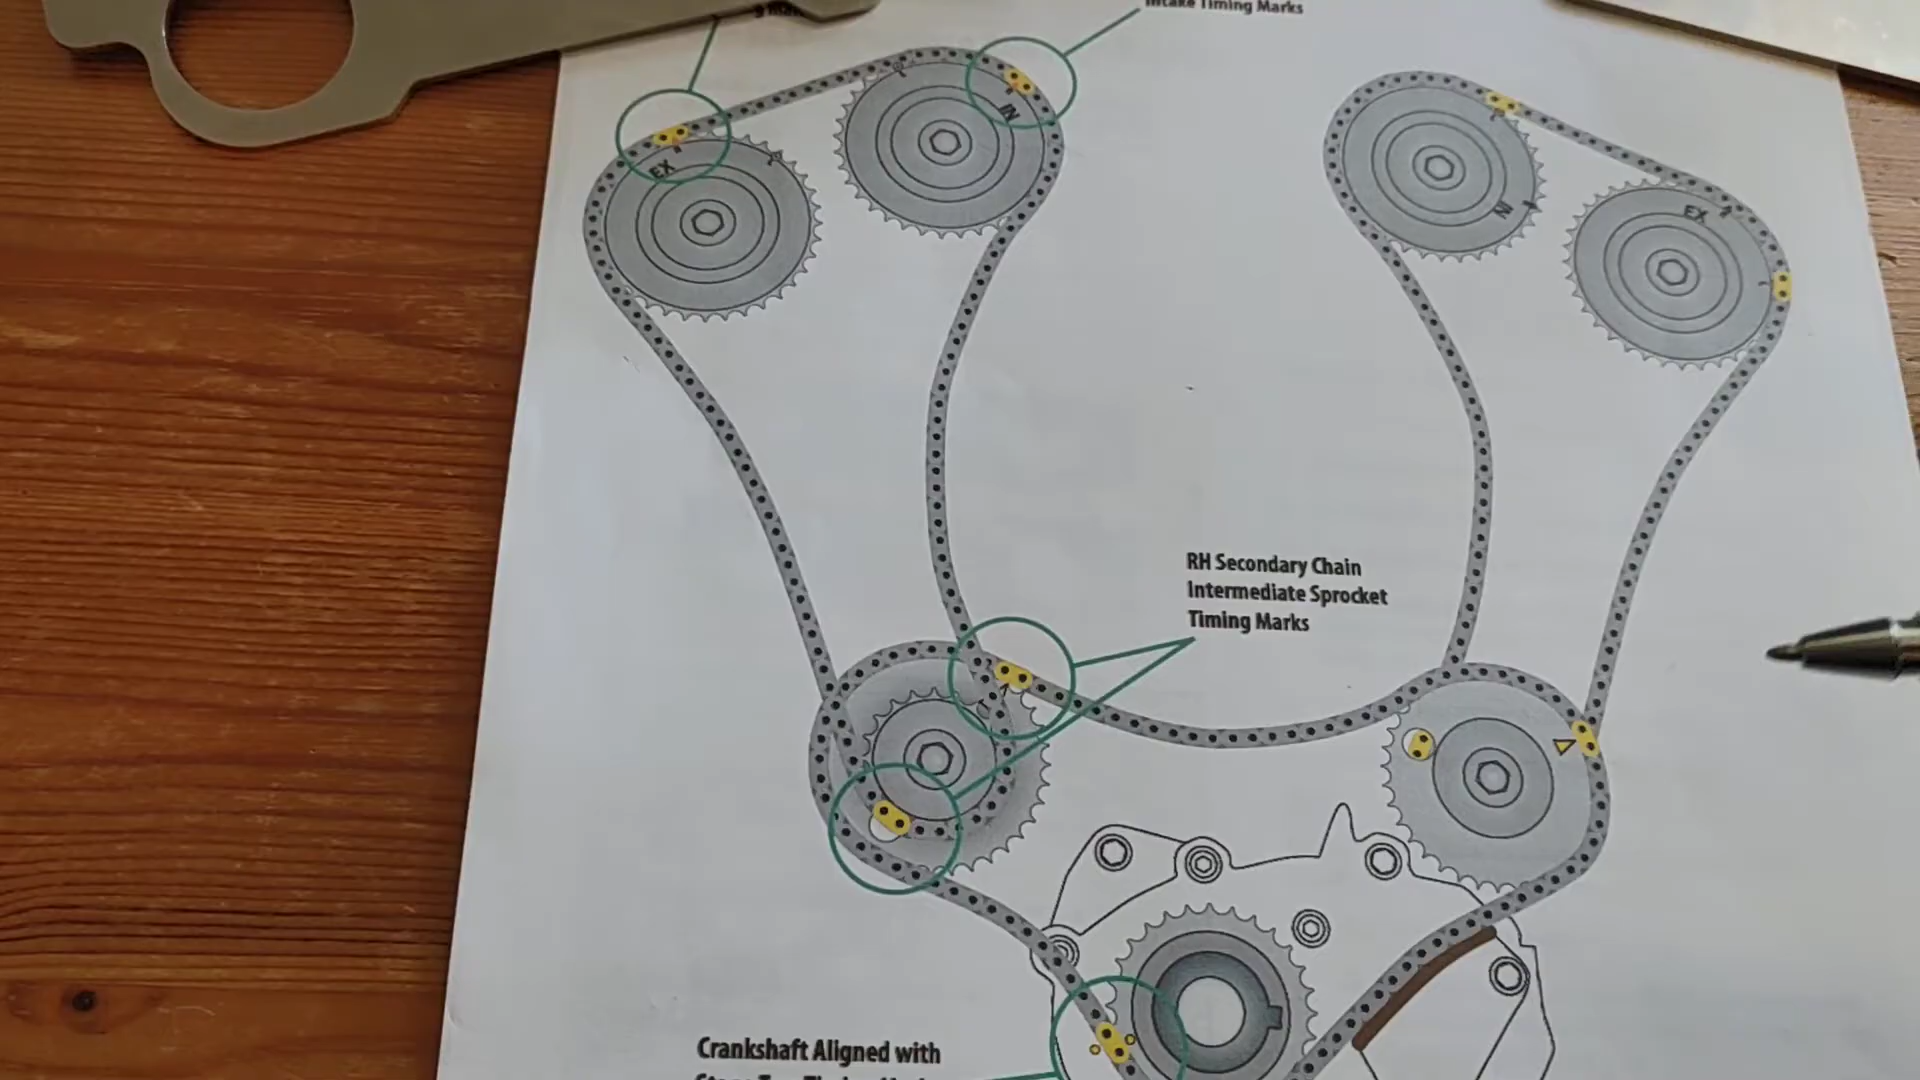 Intake Timing Marks
IN
EX
IN
EX
RH Secondary Chain
Intermediate Sprocket
Timing Marks
Crankshaft Aligned with